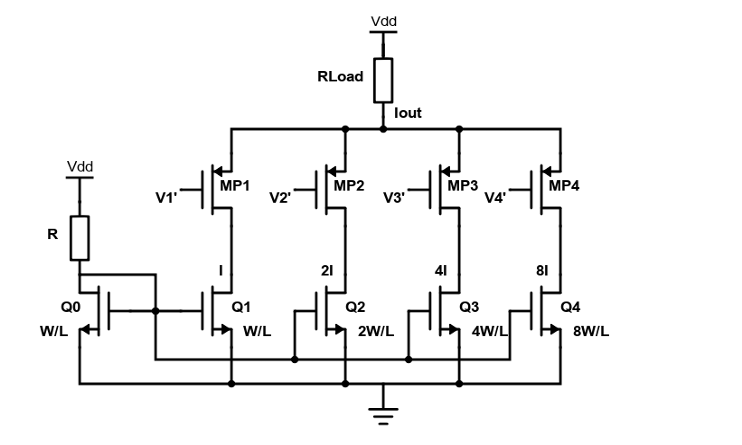 Vdd
RLoad
Iout
Vdd
MP1
MP2
MP3
MP4
V1'
V2'
V3'
V4'
R
I
2I
4I
8I
Q0
Q1
Q2
Q3
Q4
W/L
W/L
2W/L
4W/L
8W/L